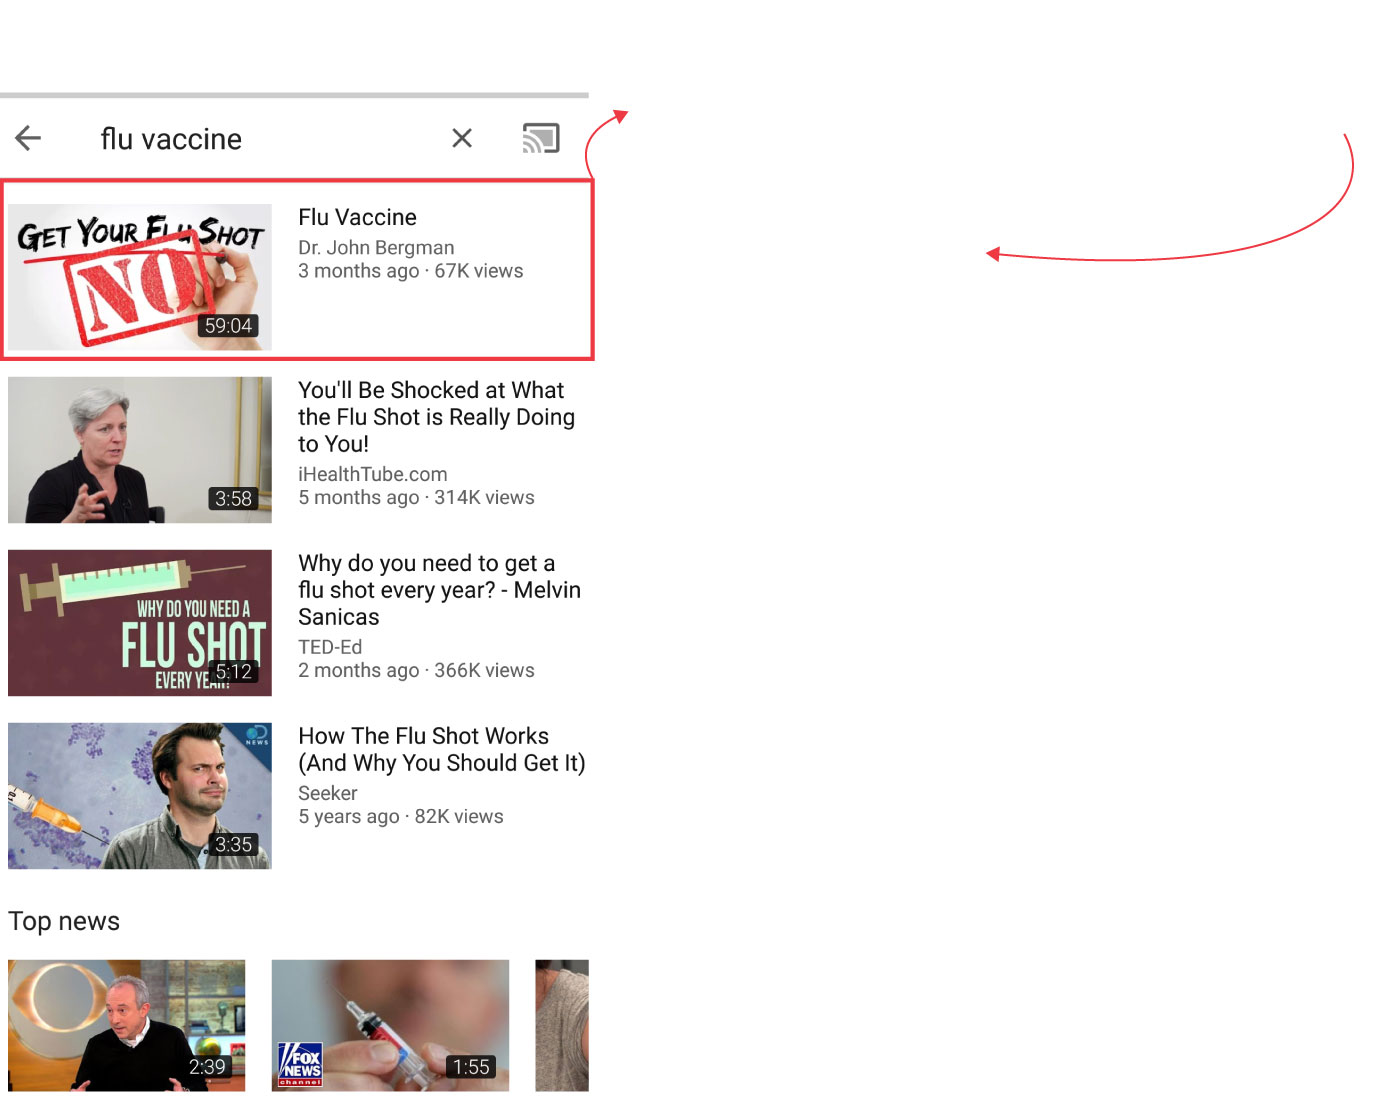 flu vaccine
GET YOUR FLU SHOT
NO
59:04
Flu Vaccine
Dr. John Bergman
3 months ago · 67K views
3:58
You'll Be Shocked at What
the Flu Shot is Really Doing
to You!
iHealthTube.com
5 months ago · 314K views
WHY DO YOU NEED A
FLU SHOT
EVERY YEAR?
5:12
Why do you need to get a
flu shot every year? - Melvin
Sanicas
TED-Ed
2 months ago · 366K views
NEWS
3:35
How The Flu Shot Works
(And Why You Should Get It)
Seeker
5 years ago · 82K views
Top news
2:39
FOX
NEWS
channel
1:55